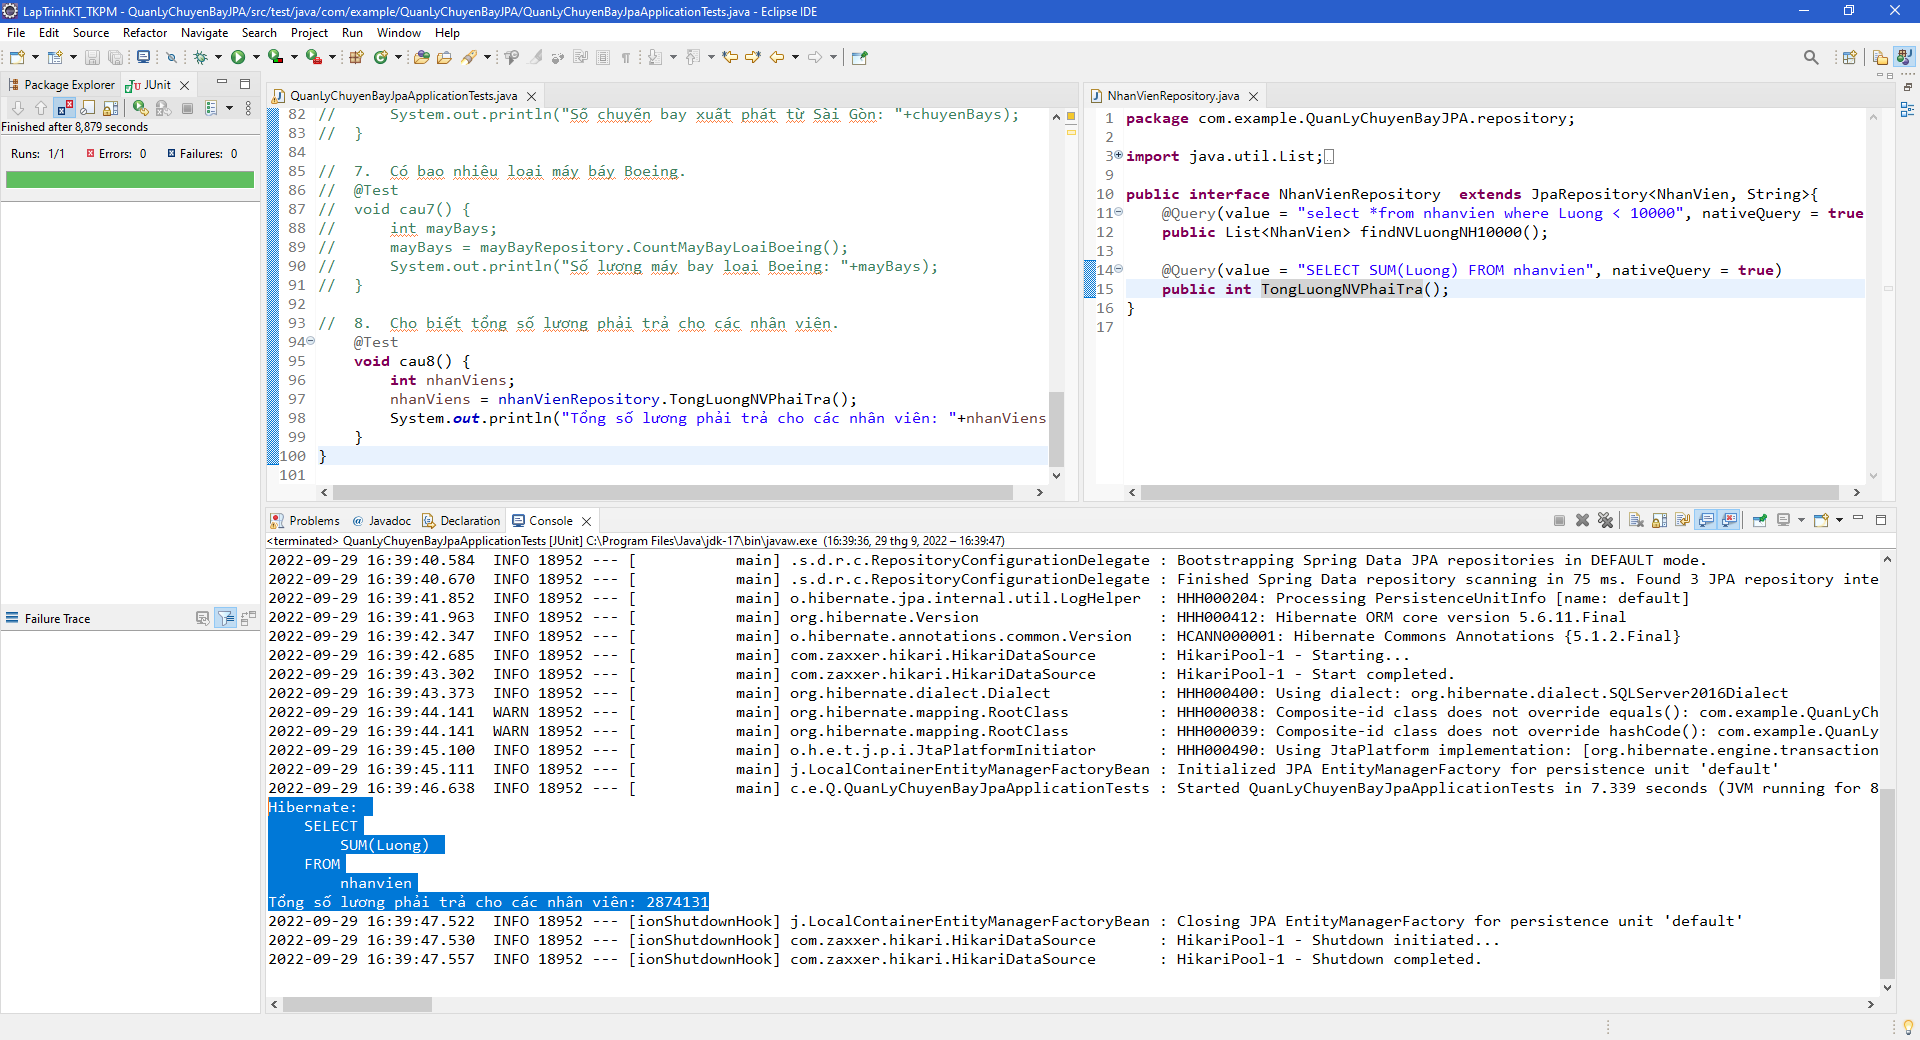 LapTrinhKT_TKPM - QuanLyChuyenBayJPA/src/test/java/com/example/QuanLyChuyenBayJPA/QuanLyChuyenBayJpaApplicationTests.java - Eclipse IDE
File Edit Source Refactor Navigate Search Project Run Window Help
Package Explorer JUnit
Finished after 8,879 seconds
Runs: 1/1 Errors: 0 Failures: 0
Failure Trace
QuanLyChuyenBayJpaApplicationTests.java
82 // System.out.println("Số chuyến bay xuất phát từ Sài Gòn: "+chuyenBays);
83 // }
84
85 // 7. Có bao nhiêu loại máy báy Boeing.
86 // @Test
87 // void cau7() {
88 // int mayBays;
89 // mayBays = mayBayRepository.CountMayBayLoaiBoeing();
90 // System.out.println("Số lượng máy bay loại Boeing: "+mayBays);
91 // }
92
93 // 8. Cho biết tổng số lương phải trả cho các nhân viên.
94 @Test
95 void cau8() {
96 int nhanViens;
97 nhanViens = nhanVienRepository.TongLuongNVPhaiTra();
98 System.out.println("Tổng số lương phải trả cho các nhân viên: "+nhanViens
99 }
100 }
101
NhanVienRepository.java
1 package com.example.QuanLyChuyenBayJPA.repository;
2
3 import java.util.List;
9
10 public interface NhanVienRepository extends JpaRepository<NhanVien, String>{
11 @Query(value = "select *from nhanvien where Luong < 10000", nativeQuery = true
12 public List<NhanVien> findNVLuongNH10000();
13
14 @Query(value = "SELECT SUM(Luong) FROM nhanvien", nativeQuery = true)
15 public int TongLuongNVPhaiTra();
16 }
17
Problems Javadoc Declaration Console
<terminated> QuanLyChuyenBayJpaApplicationTests [JUnit] C:\Program Files\Java\jdk-17\bin\javaw.exe (16:39:36, 29 thg 9, 2022 – 16:39:47)
2022-09-29 16:39:40.584 INFO 18952 --- [ main] .s.d.r.c.RepositoryConfigurationDelegate : Bootstrapping Spring Data JPA repositories in DEFAULT mode.
2022-09-29 16:39:40.670 INFO 18952 --- [ main] .s.d.r.c.RepositoryConfigurationDelegate : Finished Spring Data repository scanning in 75 ms. Found 3 JPA repository inte
2022-09-29 16:39:41.852 INFO 18952 --- [ main] o.hibernate.jpa.internal.util.LogHelper : HHH000204: Processing PersistenceUnitInfo [name: default]
2022-09-29 16:39:41.963 INFO 18952 --- [ main] org.hibernate.Version : HHH000412: Hibernate ORM core version 5.6.11.Final
2022-09-29 16:39:42.347 INFO 18952 --- [ main] o.hibernate.annotations.common.Version : HCANN000001: Hibernate Commons Annotations {5.1.2.Final}
2022-09-29 16:39:42.685 INFO 18952 --- [ main] com.zaxxer.hikari.HikariDataSource : HikariPool-1 - Starting...
2022-09-29 16:39:43.302 INFO 18952 --- [ main] com.zaxxer.hikari.HikariDataSource : HikariPool-1 - Start completed.
2022-09-29 16:39:43.373 INFO 18952 --- [ main] org.hibernate.dialect.Dialect : HHH000400: Using dialect: org.hibernate.dialect.SQLServer2016Dialect
2022-09-29 16:39:44.141 WARN 18952 --- [ main] org.hibernate.mapping.RootClass : HHH000038: Composite-id class does not override equals(): com.example.QuanLyCh
2022-09-29 16:39:44.141 WARN 18952 --- [ main] org.hibernate.mapping.RootClass : HHH000039: Composite-id class does not override hashCode(): com.example.QuanLy
2022-09-29 16:39:45.100 INFO 18952 --- [ main] o.h.e.t.j.p.i.JtaPlatformInitiator : HHH000490: Using JtaPlatform implementation: [org.hibernate.engine.transaction
2022-09-29 16:39:45.111 INFO 18952 --- [ main] j.LocalContainerEntityManagerFactoryBean : Initialized JPA EntityManagerFactory for persistence unit 'default'
2022-09-29 16:39:46.638 INFO 18952 --- [ main] c.e.Q.QuanLyChuyenBayJpaApplicationTests : Started QuanLyChuyenBayJpaApplicationTests in 7.339 seconds (JVM running for 8
Hibernate:
SELECT
SUM(Luong)
FROM
nhanvien
Tổng số lương phải trả cho các nhân viên: 2874131
2022-09-29 16:39:47.522 INFO 18952 --- [ionShutdownHook] j.LocalContainerEntityManagerFactoryBean : Closing JPA EntityManagerFactory for persistence unit 'default'
2022-09-29 16:39:47.530 INFO 18952 --- [ionShutdownHook] com.zaxxer.hikari.HikariDataSource : HikariPool-1 - Shutdown initiated...
2022-09-29 16:39:47.557 INFO 18952 --- [ionShutdownHook] com.zaxxer.hikari.HikariDataSource : HikariPool-1 - Shutdown completed.